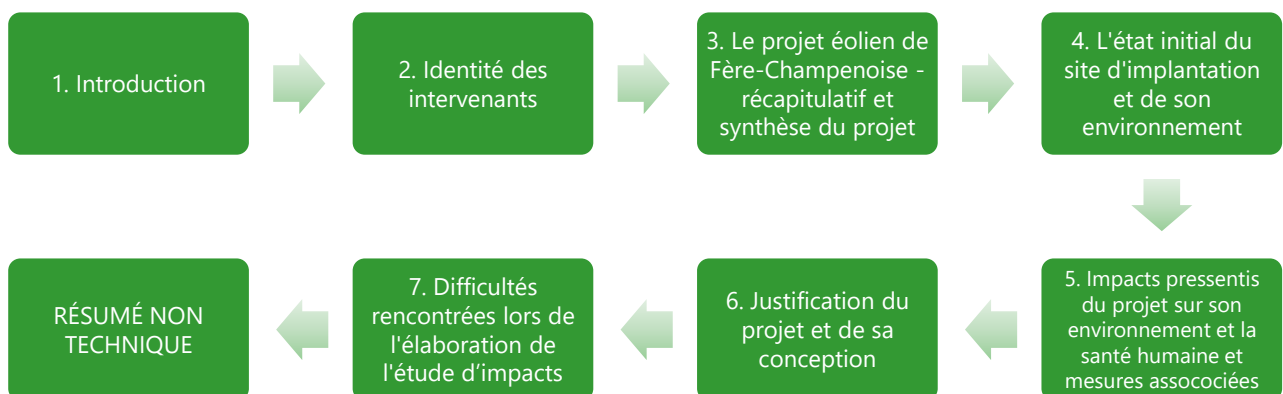 1. Introduction
2. Identité des
intervenants
3. Le projet éolien de
Fère-Champenoise -
récapitulatif et
synthèse du projet
4. L'état initial du
site d'implantation
et de son
environnement
5. Impacts pressentis
du projet sur son
environnement et la
santé humaine et
mesures assocociées
6. Justification du
projet et de sa
conception
7. Difficultés
rencontrées lors de
l'élaboration de
l'étude d’impacts
RÉSUMÉ NON
TECHNIQUE